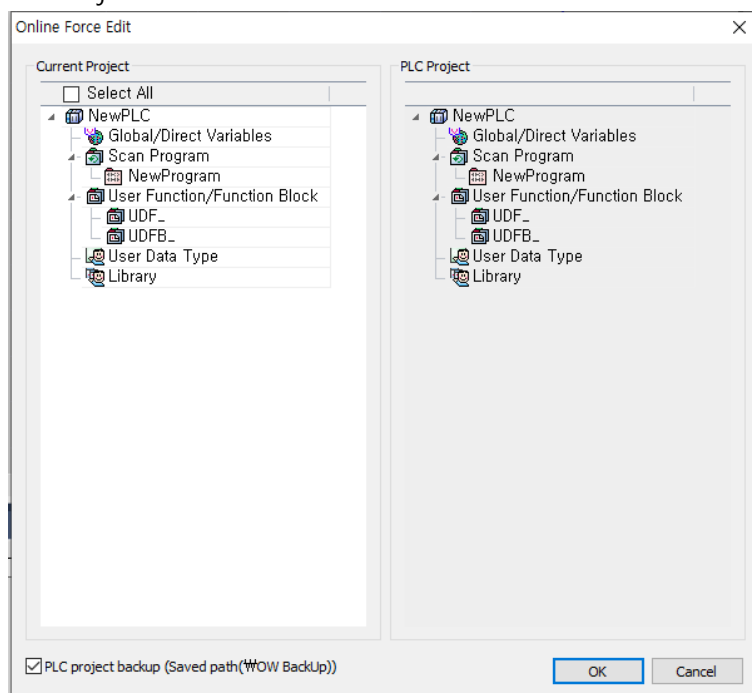 Online Force Edit
Current Project
Select All
NewPLC
Global/Direct Variables
Scan Program
NewProgram
User Function/Function Block
UDF_
UDFB_
User Data Type
Library
PLC Project
NewPLC
Global/Direct Variables
Scan Program
NewProgram
User Function/Function Block
UDF_
UDFB_
User Data Type
Library
PLC project backup (Saved path(₩OW BackUp))
OK
Cancel